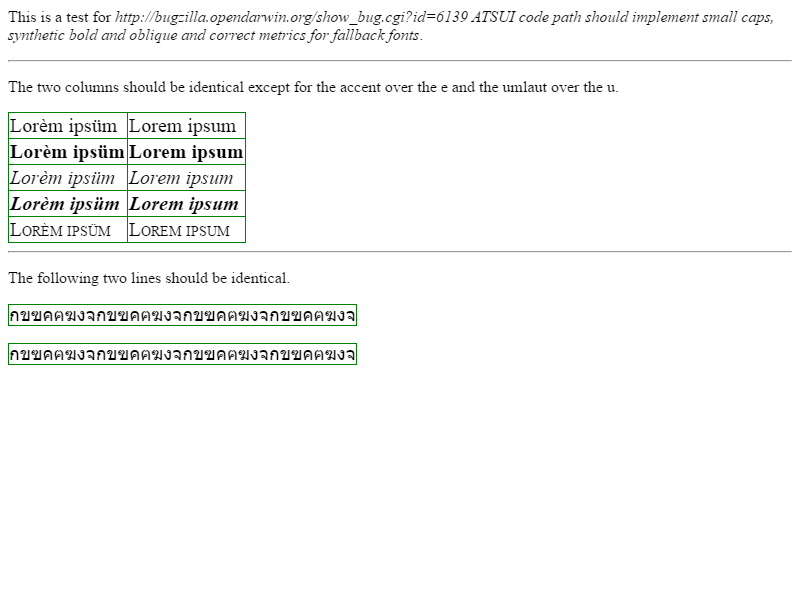 This is a test for http://bugzilla.opendarwin.org/show_bug.cgi?id=6139 ATSUI code path should implement small caps,
synthetic bold and oblique and correct metrics for fallback fonts.
The two columns should be identical except for the accent over the e and the umlaut over the u.
Lorèm ipsüm Lorem ipsum
Lorèm ipsüm Lorem ipsum
Lorèm ipsüm Lorem ipsum
Lorèm ipsüm Lorem ipsum
LORÈM IPSÜM LOREM IPSUM
The following two lines should be identical.
กขฃคฅฆงจกขฃคฅฆงจกขฃคฅฆงจกขฃคฅฆงจ
กขฃคฅฆงจกขฃคฅฆงจกขฃคฅฆงจกขฃคฅฆงจ